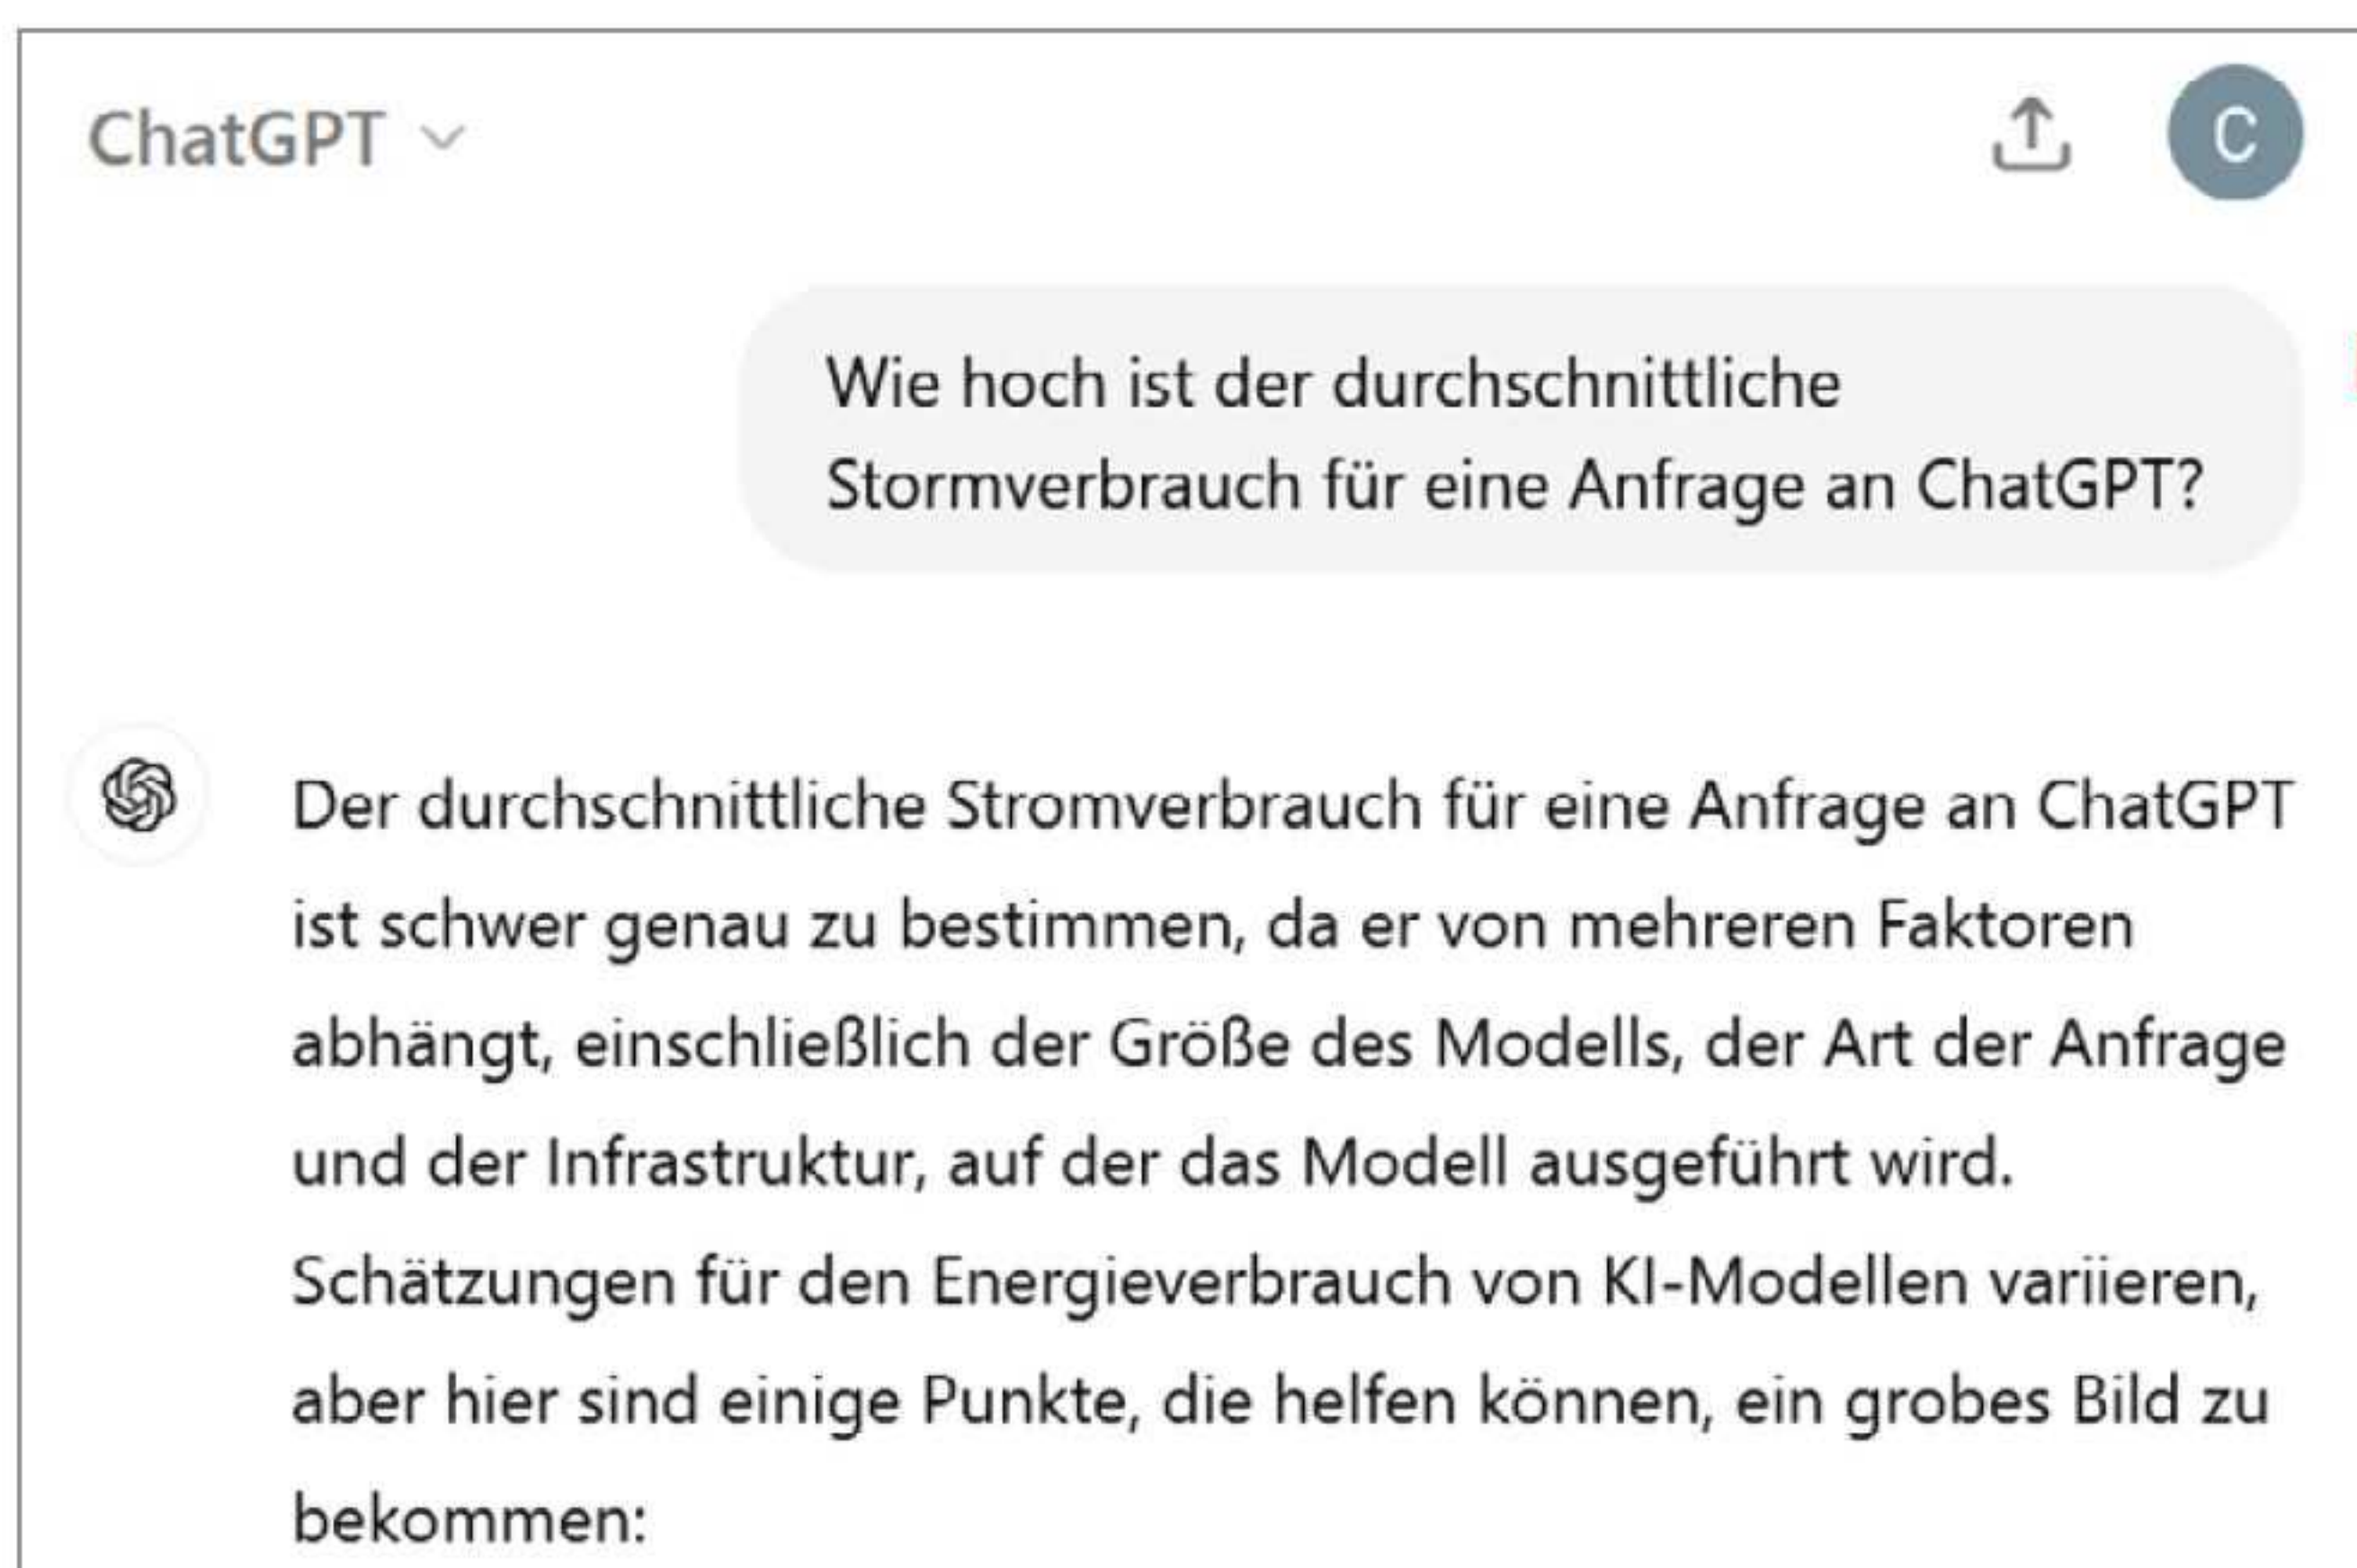 ChatGPT
C
Wie hoch ist der durchschnittliche
Stormverbrauch für eine Anfrage an ChatGPT?
Der durchschnittliche Stromverbrauch für eine Anfrage an ChatGPT
ist schwer genau zu bestimmen, da er von mehreren Faktoren
abhängt, einschließlich der Größe des Modells, der Art der Anfrage
und der Infrastruktur, auf der das Modell ausgeführt wird.
Schätzungen für den Energieverbrauch von KI-Modellen variieren,
aber hier sind einige Punkte, die helfen können, ein grobes Bild zu
bekommen: